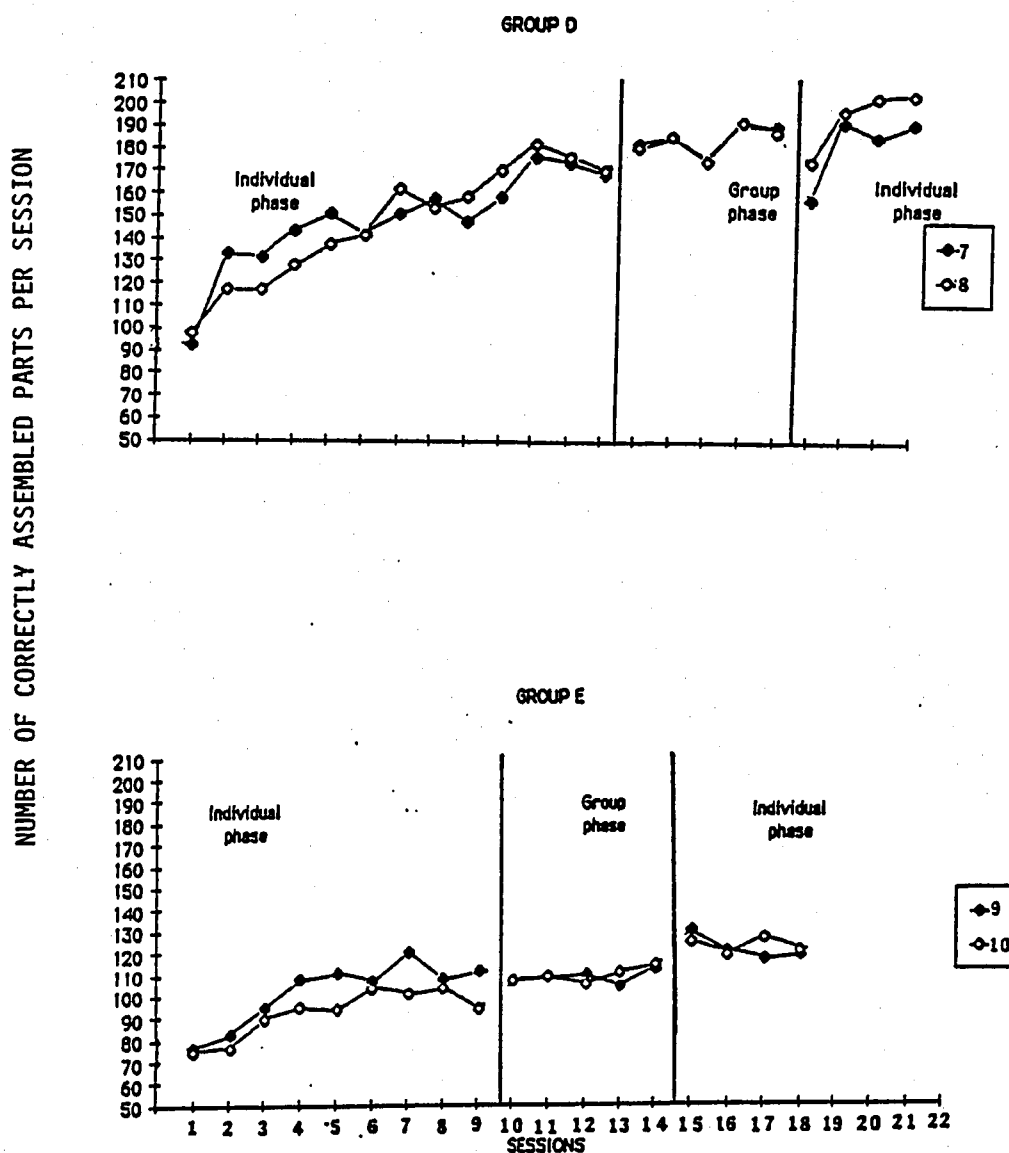 GROUP D
NUMBER OF CORRECTLY ASSEMBLED PARTS PER SESSION
210
200
190
180
170
160
150
140
130
120
110
100
90
80
70
60
50
Individual
phase
Group
phase
Individual
phase
7
8
GROUP E
210
200
190
180
170
160
150
140
130
120
110
100
90
80
70
60
50
Individual
phase
Group
phase
Individual
phase
9
10
1 2 3 4 5 6 7 8 9 10 11 12 13 14 15 16 17 18 19 20 21 22
SESSIONS